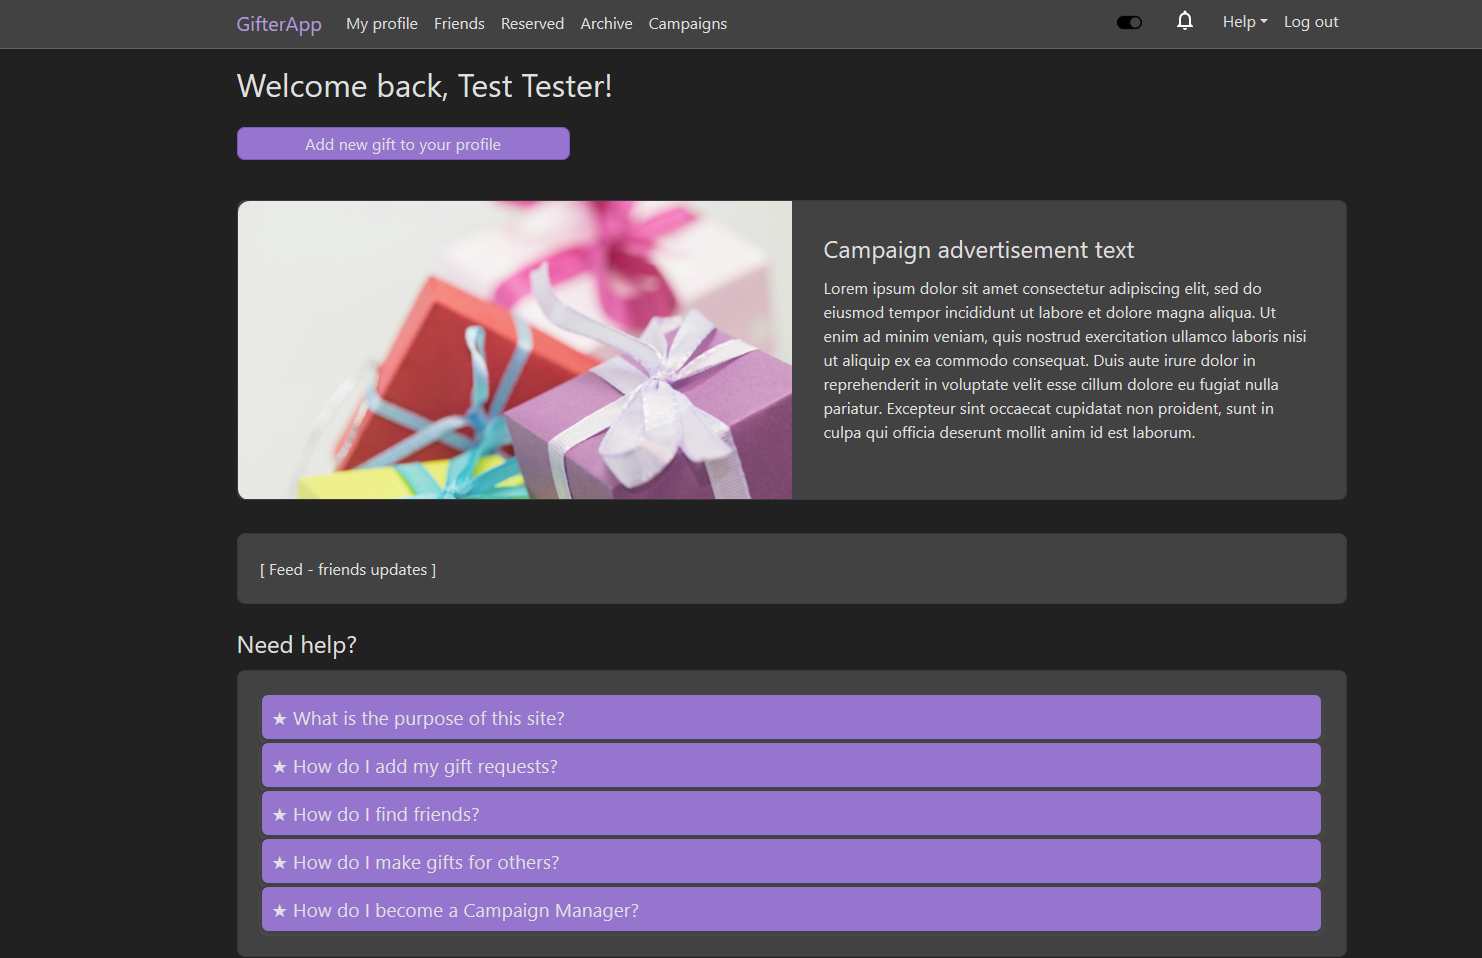 GifterApp My profile Friends Reserved Archive Campaigns Help Log out
Welcome back, Test Tester!
Add new gift to your profile
Campaign advertisement text
Lorem ipsum dolor sit amet consectetur adipiscing elit, sed do
eiusmod tempor incididunt ut labore et dolore magna aliqua. Ut
enim ad minim veniam, quis nostrud exercitation ullamco laboris nisi
ut aliquip ex ea commodo consequat. Duis aute irure dolor in
reprehenderit in voluptate velit esse cillum dolore eu fugiat nulla
pariatur. Excepteur sint occaecat cupidatat non proident, sunt in
culpa qui officia deserunt mollit anim id est laborum.
[ Feed - friends updates ]
Need help?
★ What is the purpose of this site?
★ How do I add my gift requests?
★ How do I find friends?
★ How do I make gifts for others?
★ How do I become a Campaign Manager?